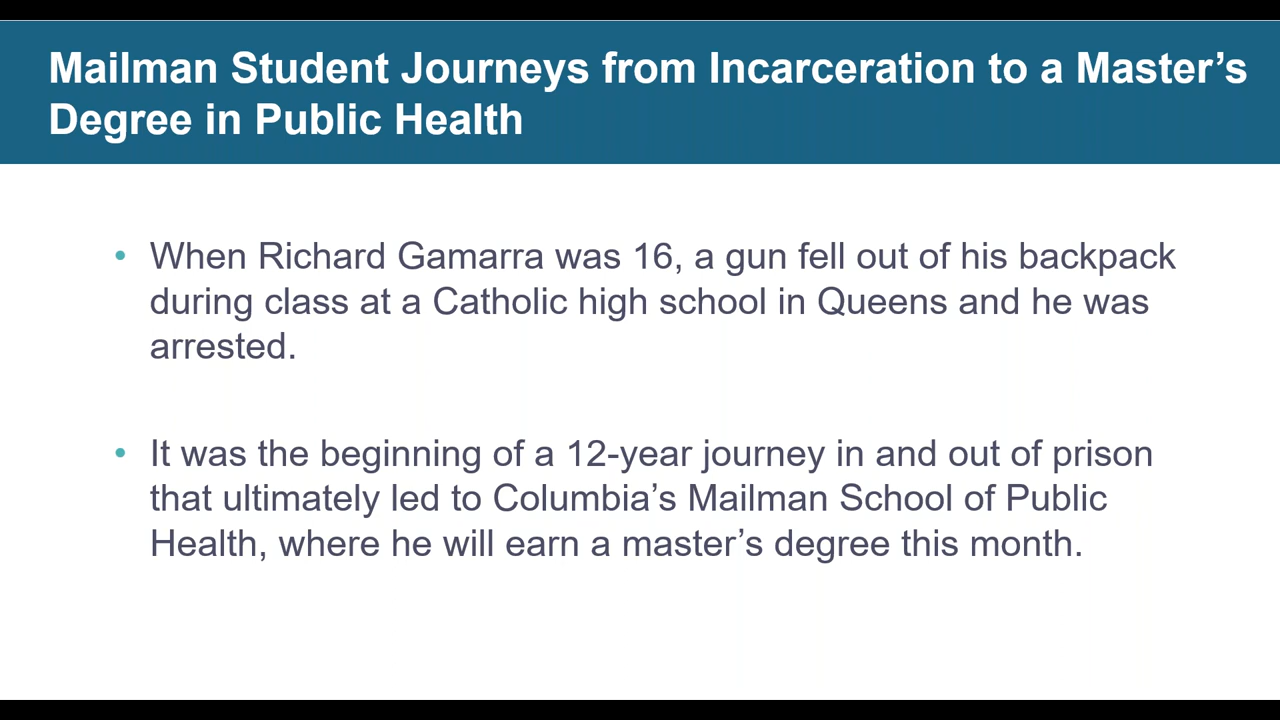 Mailman Student Journeys from Incarceration to a Master’s
Degree in Public Health
• When Richard Gamarra was 16, a gun fell out of his backpack
during class at a Catholic high school in Queens and he was
arrested.
• It was the beginning of a 12-year journey in and out of prison
that ultimately led to Columbia’s Mailman School of Public
Health, where he will earn a master’s degree this month.